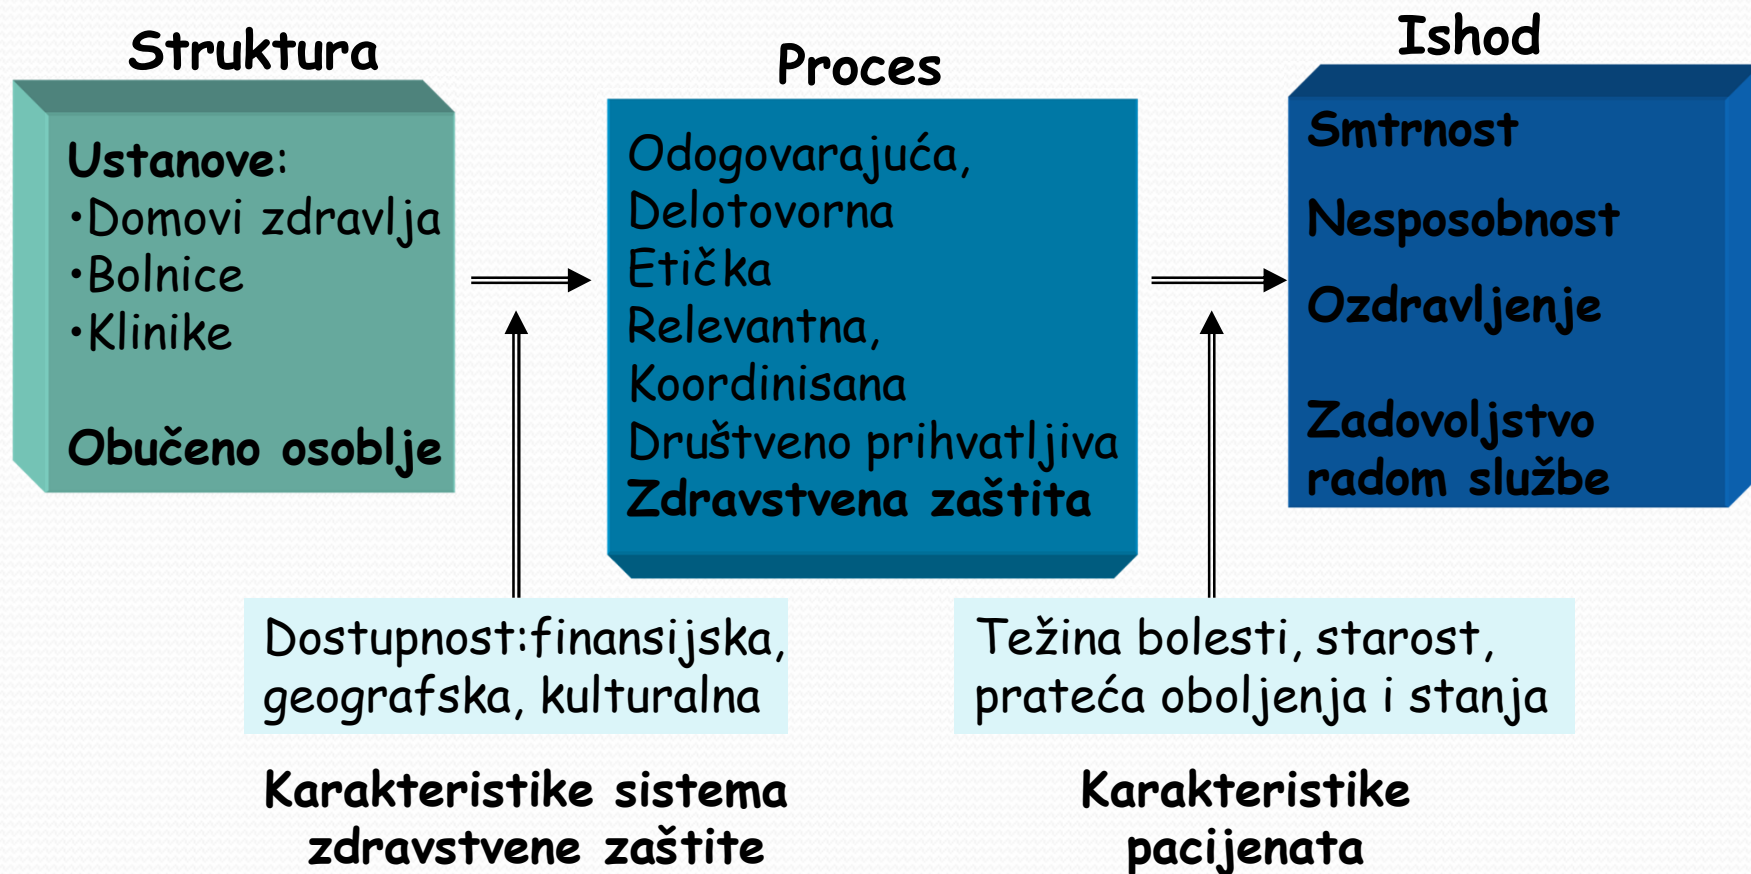 Struktura
Ustanove:
•Domovi zdravlja
•Bolnice
•Klinike
Obučeno osoblje
Proces
Odogovarajuća,
Delotovorna
Etička
Relevantna,
Koordinisana
Društveno prihvatljiva
Zdravstvena zaštita
Ishod
Smtrnost
Nesposobnost
Ozdravljenje
Zadovoljstvo
radom službe
Dostupnost:finansijska,
geografska, kulturalna
Karakteristike sistema
zdravstvene zaštite
Težina bolesti, starost,
prateća oboljenja i stanja
Karakteristike
pacijenata